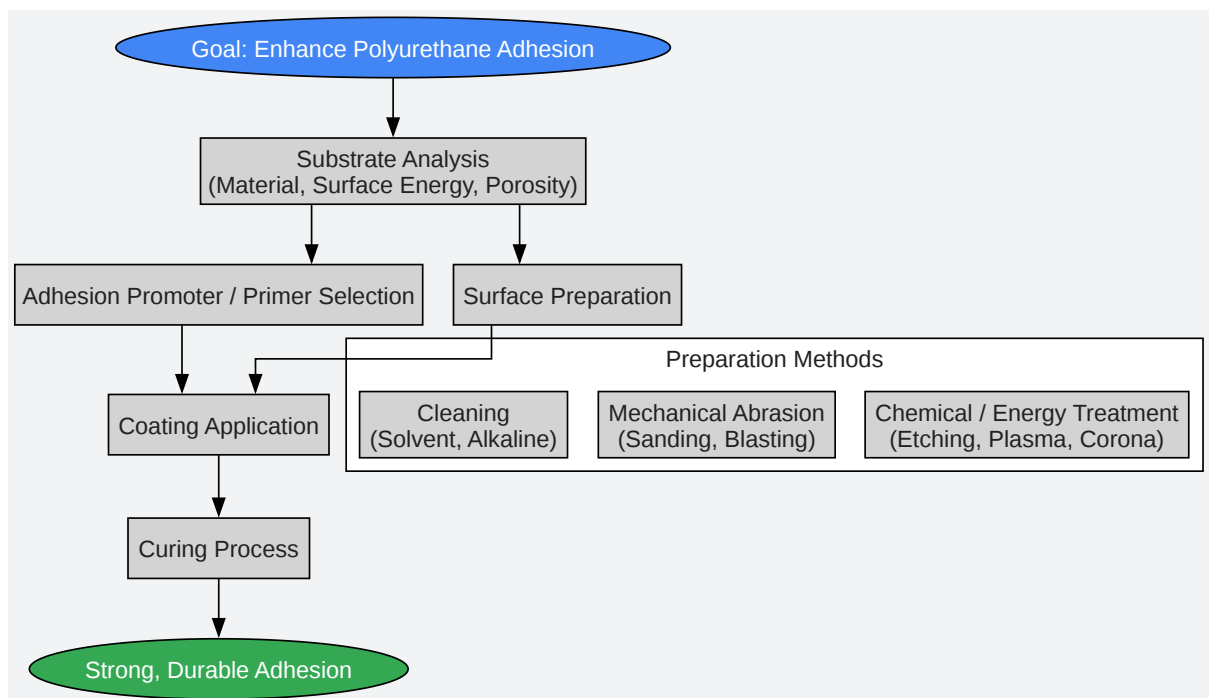 Goal: Enhance Polyurethane Adhesion
Substrate Analysis
(Material, Surface Energy, Porosity)
Adhesion Promoter / Primer Selection
Surface Preparation
Preparation Methods
Cleaning
(Solvent, Alkaline)
Mechanical Abrasion
(Sanding, Blasting)
Chemical / Energy Treatment
(Etching, Plasma, Corona)
Coating Application
Curing Process
Strong, Durable Adhesion